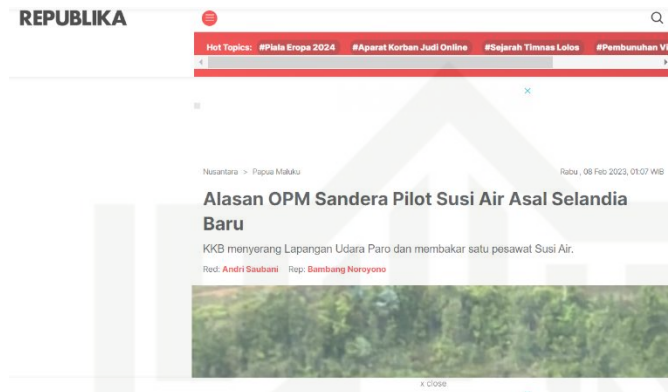 REPUBLIKA
Hot Topics: #Piala Eropa 2024 #Aparat Korban Judi Online #Sejarah Timnas Lolos #Pembunuhan Vi
Nusantara > Papua Maluku
Rabu , 08 Feb 2023, 01:07 WIB
Alasan OPM Sandera Pilot Susi Air Asal Selandia
Baru
KKB menyerang Lapangan Udara Paro dan membakar satu pesawat Susi Air.
Red: Andri Saubani Rep: Bambang Noroyono
x close